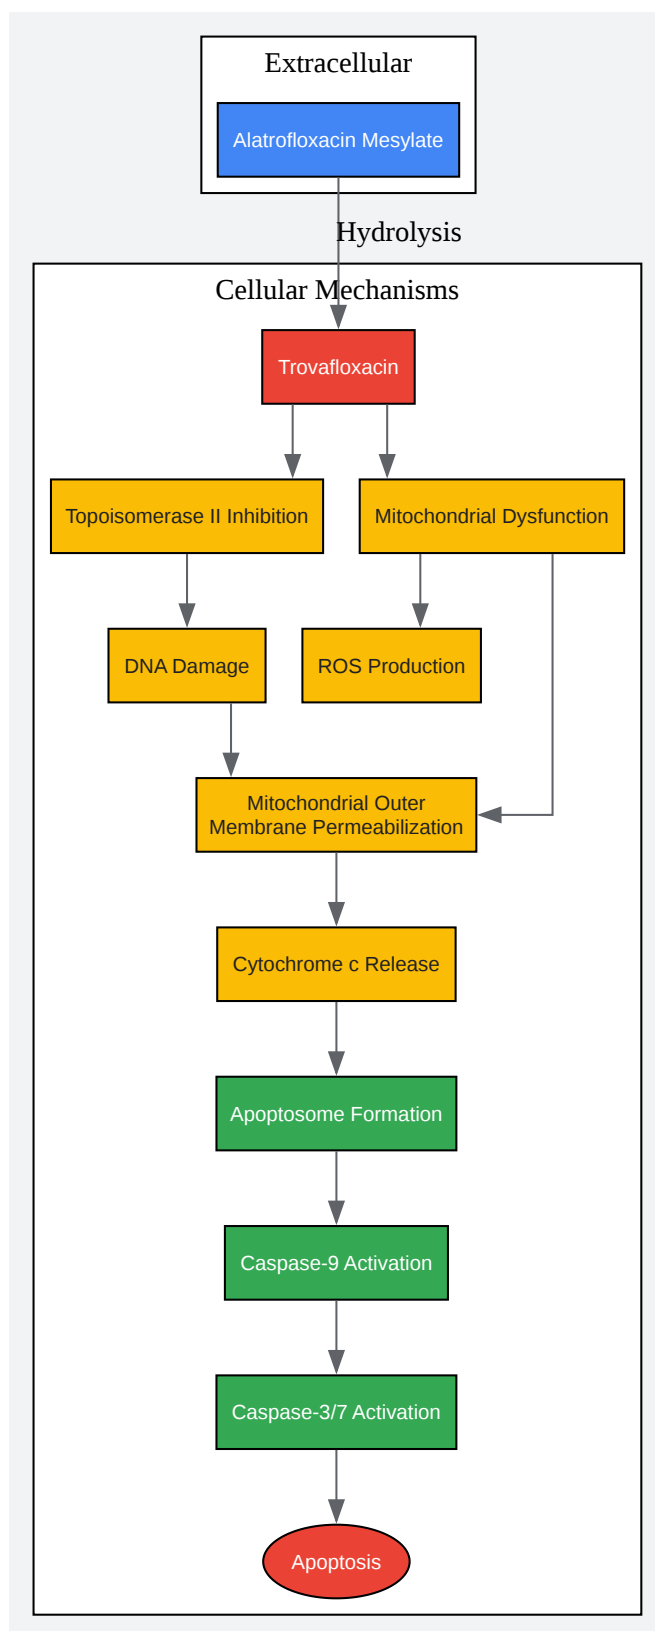 Extracellular
Alatrofloxacin Mesylate
Hydrolysis
Cellular Mechanisms
Trovafloxacin
Topoisomerase II Inhibition
Mitochondrial Dysfunction
DNA Damage
ROS Production
Mitochondrial Outer
Membrane Permeabilization
Cytochrome c Release
Apoptosome Formation
Caspase-9 Activation
Caspase-3/7 Activation
Apoptosis